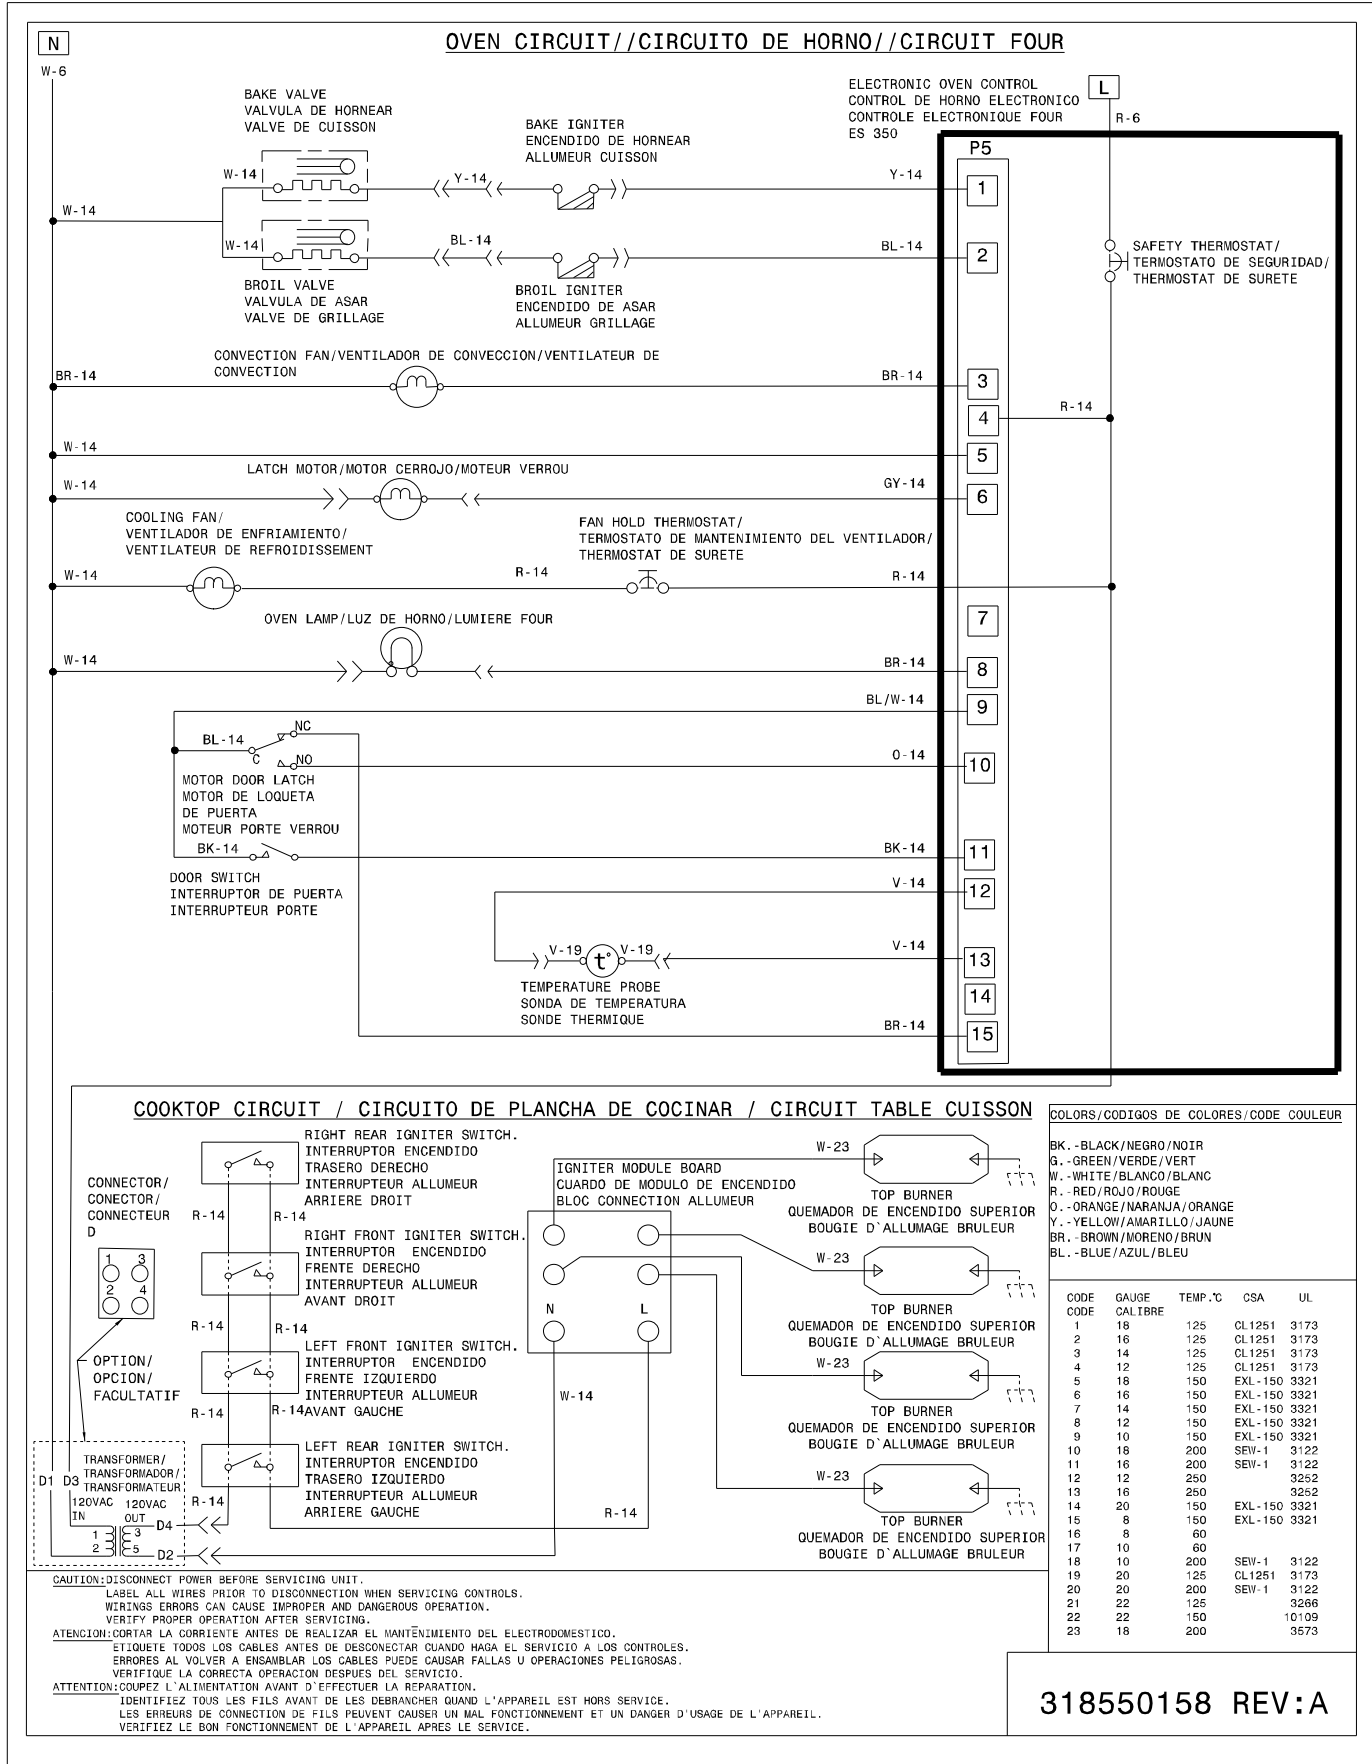 OVEN CIRCUIT//CIRCUITO DE HORNO//CIRCUIT FOUR
N
W-6
BAKE VALVE
VALVULA DE HORNEAR
VALVE DE CUISSON
BAKE IGNITER
ENCENDIDO DE HORNEAR
ALLUMEUR CUISSON
ELECTRONIC OVEN CONTROL
CONTROL DE HORNO ELECTRONICO
CONTROLE ELECTRONIQUE FOUR
ES 350
L
R-6
P5
W-14
Y-14
Y-14
1
W-14
W-14
BL-14
BL-14
2
BROIL VALVE
VALVULA DE ASAR
VALVE DE GRILLAGE
BROIL IGNITER
ENCENDIDO DE ASAR
ALLUMEUR GRILLAGE
SAFETY THERMOSTAT/
TERMOSTATO DE SEGURIDAD/
THERMOSTAT DE SURETE
CONVECTION FAN/VENTILADOR DE CONVECCION/VENTILATEUR DE
CONVECTION
BR-14
BR-14
3
4
R-14
W-14
5
LATCH MOTOR/MOTOR CERROJO/MOTEUR VERROU
W-14
GY-14
6
COOLING FAN/
VENTILADOR DE ENFRIAMIENTO/
VENTILATEUR DE REFROIDISSEMENT
FAN HOLD THERMOSTAT/
TERMOSTATO DE MANTENIMIENTO DEL VENTILADOR/
THERMOSTAT DE SURETE
W-14
R-14
R-14
OVEN LAMP/LUZ DE HORNO/LUMIERE FOUR
7
W-14
BR-14
8
BL/W-14
9
BL-14
NC
C
NO
O-14
10
MOTOR DOOR LATCH
MOTOR DE LOQUETA
DE PUERTA
MOTEUR PORTE VERROU
BK-14
BK-14
11
DOOR SWITCH
INTERRUPTOR DE PUERTA
INTERRUPTEUR PORTE
V-14
12
V-19
t°
V-19
V-14
13
TEMPERATURE PROBE
SONDA DE TEMPERATURA
SONDE THERMIQUE
14
BR-14
15
COOKTOP CIRCUIT / CIRCUITO DE PLANCHA DE COCINAR / CIRCUIT TABLE CUISSON
CONNECTOR/
CONECTOR/
CONNECTEUR
D
1 3
2 4
OPTION/
OPCION/
FACULTATIF
RIGHT REAR IGNITER SWITCH.
INTERRUPTOR ENCENDIDO
TRASERO DERECHO
INTERRUPTEUR ALLUMEUR
ARRIERE DROIT
R-14
R-14
RIGHT FRONT IGNITER SWITCH.
INTERRUPTOR ENCENDIDO
FRENTE DERECHO
INTERRUPTEUR ALLUMEUR
AVANT DROIT
R-14
R-14
LEFT FRONT IGNITER SWITCH.
INTERRUPTOR ENCENDIDO
FRENTE IZQUIERDO
INTERRUPTEUR ALLUMEUR
AVANT GAUCHE
R-14
R-14
LEFT REAR IGNITER SWITCH.
INTERRUPTOR ENCENDIDO
TRASERO IZQUIERDO
INTERRUPTEUR ALLUMEUR
ARRIERE GAUCHE
R-14
TRANSFORMER/
TRANSFORMADOR/
TRANSFORMATEUR
D1 D3
120VAC
IN
120VAC
OUT
1
2
3
5
D4
D2
IGNITER MODULE BOARD
CUARDO DE MODULO DE ENCENDIDO
BLOC CONNECTION ALLUMEUR
N
L
W-14
R-14
W-23
TOP BURNER
QUEMADOR DE ENCENDIDO SUPERIOR
BOUGIE D`ALLUMAGE BRULEUR
W-23
TOP BURNER
QUEMADOR DE ENCENDIDO SUPERIOR
BOUGIE D`ALLUMAGE BRULEUR
W-23
TOP BURNER
QUEMADOR DE ENCENDIDO SUPERIOR
BOUGIE D`ALLUMAGE BRULEUR
W-23
TOP BURNER
QUEMADOR DE ENCENDIDO SUPERIOR
BOUGIE D`ALLUMAGE BRULEUR
COLORS/CODIGOS DE COLORES/CODE COULEUR
BK.-BLACK/NEGRO/NOIR
G.-GREEN/VERDE/VERT
W.-WHITE/BLANCO/BLANC
R.-RED/ROJO/ROUGE
O.-ORANGE/NARANJA/ORANGE
Y.-YELLOW/AMARILLO/JAUNE
BR.-BROWN/MORENO/BRUN
BL.-BLUE/AZUL/BLEU
CODE GAUGE TEMP.℃ CSA UL
CODE CALIBRE
1 18 125 CL1251 3173
2 16 125 CL1251 3173
3 14 125 CL1251 3173
4 12 125 CL1251 3173
5 18 150 EXL-150 3321
6 16 150 EXL-150 3321
7 14 150 EXL-150 3321
8 12 150 EXL-150 3321
9 10 150 EXL-150 3321
10 18 200 SEW-1 3122
11 16 200 SEW-1 3122
12 12 250 3252
13 16 250 3252
14 20 150 EXL-150 3321
15 8 150 EXL-150 3321
16 8 60
17 10 60
18 10 200 SEW-1 3122
19 20 125 CL1251 3173
20 20 200 SEW-1 3122
21 22 125 3266
22 22 150 10109
23 18 200 3573
CAUTION:DISCONNECT POWER BEFORE SERVICING UNIT.
LABEL ALL WIRES PRIOR TO DISCONNECTION WHEN SERVICING CONTROLS.
WIRINGS ERRORS CAN CAUSE IMPROPER AND DANGEROUS OPERATION.
VERIFY PROPER OPERATION AFTER SERVICING.
ATENCION:CORTAR LA CORRIENTE ANTES DE REALIZAR EL MANTENIMIENTO DEL ELECTRODOMESTICO.
ETIQUETE TODOS LOS CABLES ANTES DE DESCONECTAR CUANDO HAGA EL SERVICIO A LOS CONTROLES.
ERRORES AL VOLVER A ENSAMBLAR LOS CABLES PUEDE CAUSAR FALLAS U OPERACIONES PELIGROSAS.
VERIFIQUE LA CORRECTA OPERACION DESPUES DEL SERVICIO.
ATTENTION:COUPEZ L`ALIMENTATION AVANT D`EFFECTUER LA REPARATION.
IDENTIFIEZ TOUS LES FILS AVANT DE LES DEBRANCHER QUAND L'APPAREIL EST HORS SERVICE.
LES ERREURS DE CONNECTION DE FILS PEUVENT CAUSER UN MAL FONCTIONNEMENT ET UN DANGER D'USAGE DE L'APPAREIL.
VERIFIEZ LE BON FONCTIONNEMENT DE L'APPAREIL APRES LE SERVICE.
318550158 REV:A